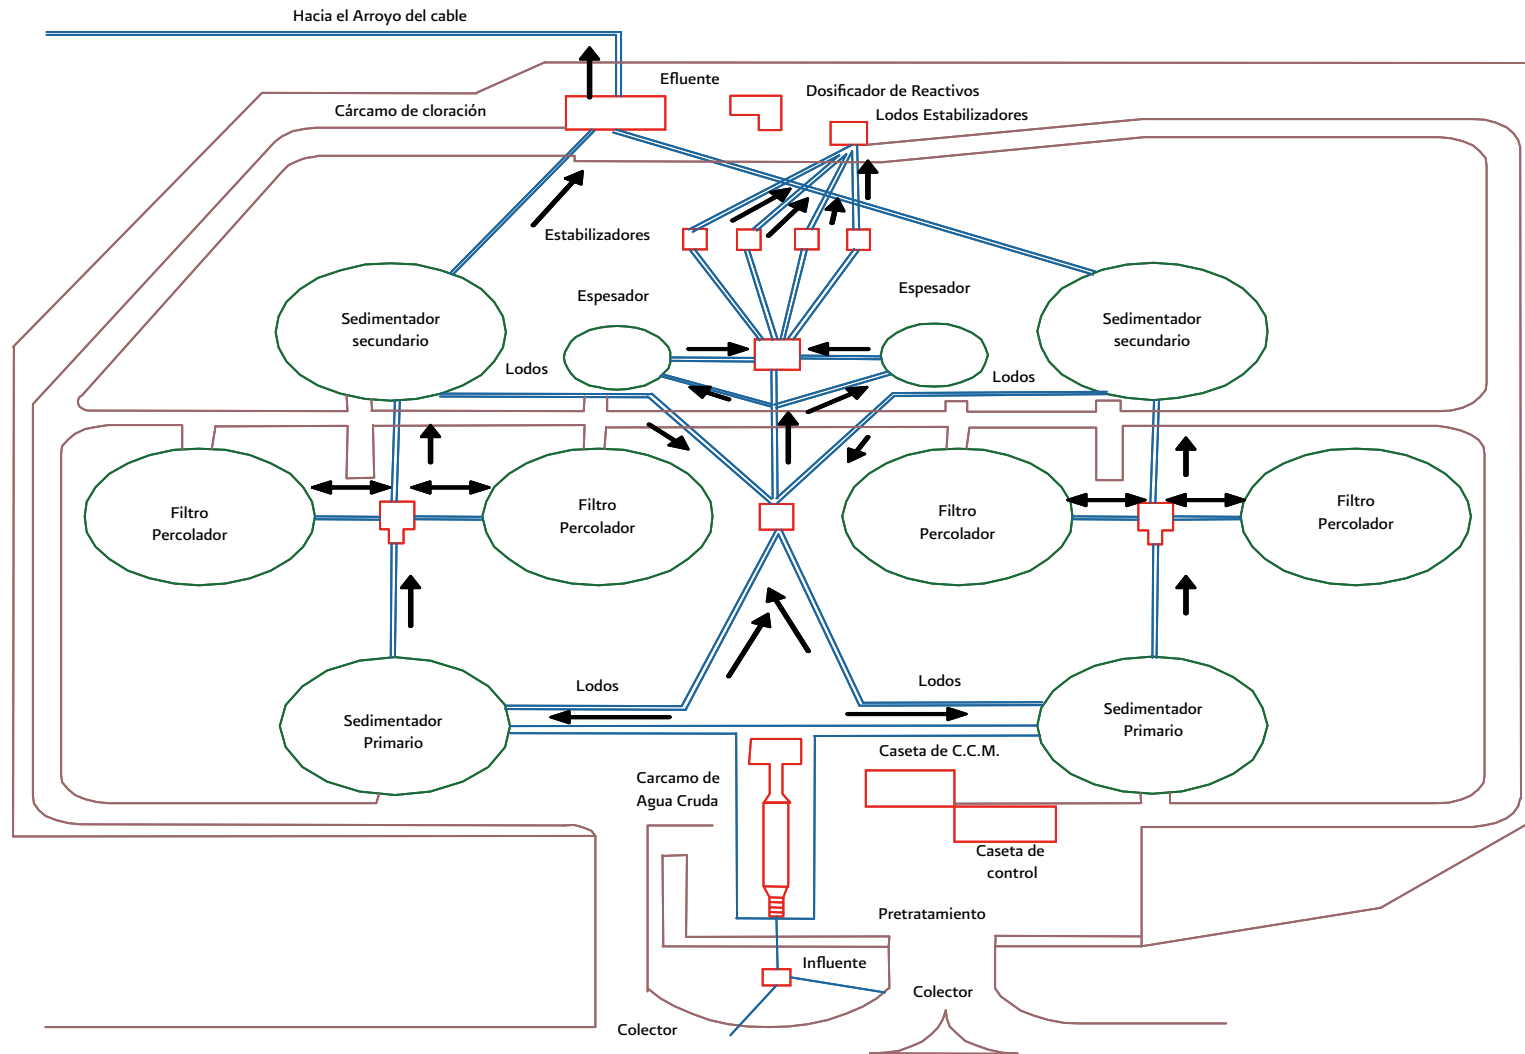 Hacia el Arroyo del cable
Efluente
Dosificador de Reactivos
Cárcamo de cloración
Lodos Estabilizadores
Estabilizadores
Espesador
Espesador
Sedimentador
secundario
Sedimentador
secundario
Lodos
Lodos
Filtro
Percolador
Filtro
Percolador
Filtro
Percolador
Filtro
Percolador
Lodos
Lodos
Sedimentador
Primario
Sedimentador
Primario
Caseta de C.C.M.
Carcamo de
Agua Cruda
Caseta de
control
Pretratamiento
Influente
Colector
Colector